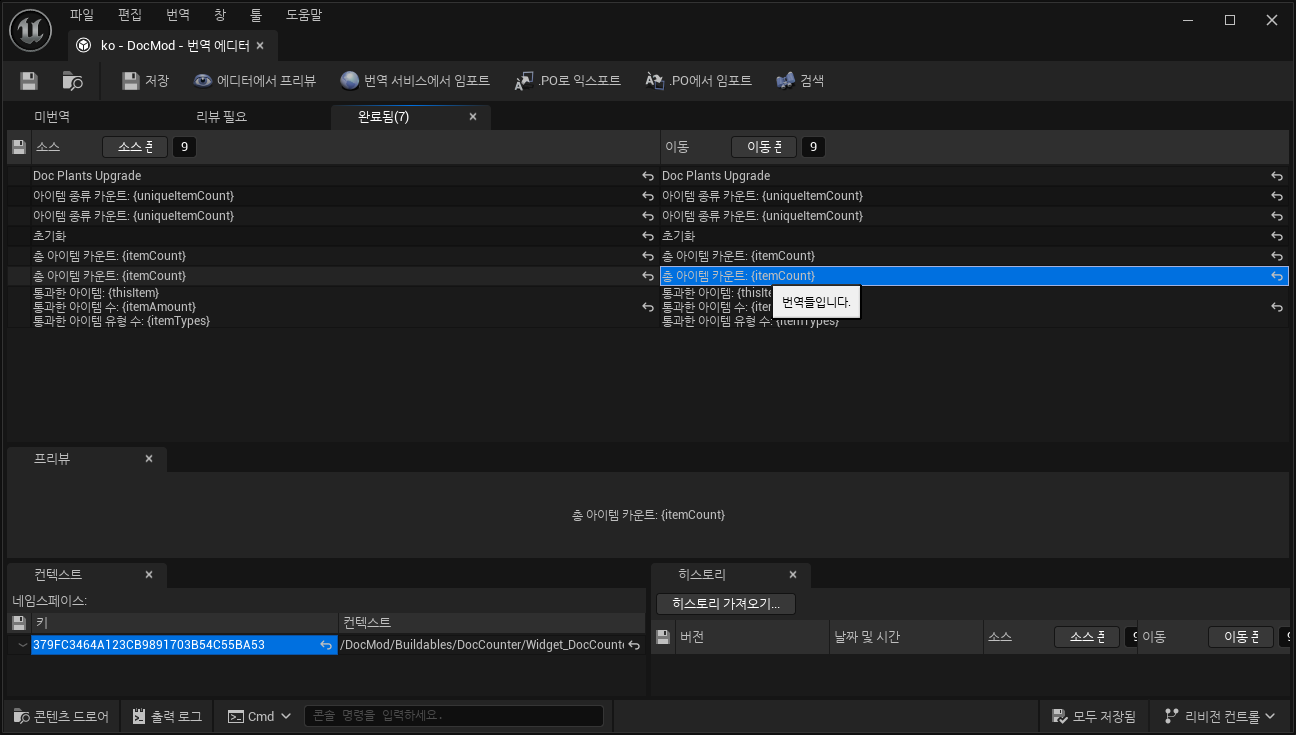 파일 편집 번역 창 툴 도움말
ko - DocMod - 번역 에디터
저장 에디터에서 프리뷰 번역 서비스에서 임포트 .PO로 익스포트 .PO에서 임포트 검색
미번역 리뷰 필요 완료됨(7)
소스 소스 폰 9 이동 이동 폰 9
Doc Plants Upgrade Doc Plants Upgrade
아이템 종류 카운트: {uniqueItemCount} 아이템 종류 카운트: {uniqueItemCount}
아이템 종류 카운트: {uniqueItemCount} 아이템 종류 카운트: {uniqueItemCount}
초기화 초기화
총 아이템 카운트: {itemCount} 총 아이템 카운트: {itemCount}
총 아이템 카운트: {itemCount} 총 아이템 카운트: {itemCount}
통과한 아이템: {thisItem} 통과한 아이템: {thisIte
통과한 아이템 수: {itemAmount} 통과한 아이템 수: {ite
통과한 아이템 유형 수: {itemTypes} 통과한 아이템 유형 수: {itemTypes}
번역들입니다.
프리뷰
총 아이템 카운트: {itemCount}
컨텍스트
네임스페이스:
키 컨텍스트
379FC3464A123CB9891703B54C55BA53 /DocMod/Buildables/DocCounter/Widget_DocCounte
히스토리
히스토리 가져오기...
버전 날짜 및 시간 소스 소스 폰 9 이동 이동 폰 9
콘텐츠 드로어 출력 로그 Cmd 콘솔 명령을 입력하세요. 모두 저장됨 리비전 컨트롤